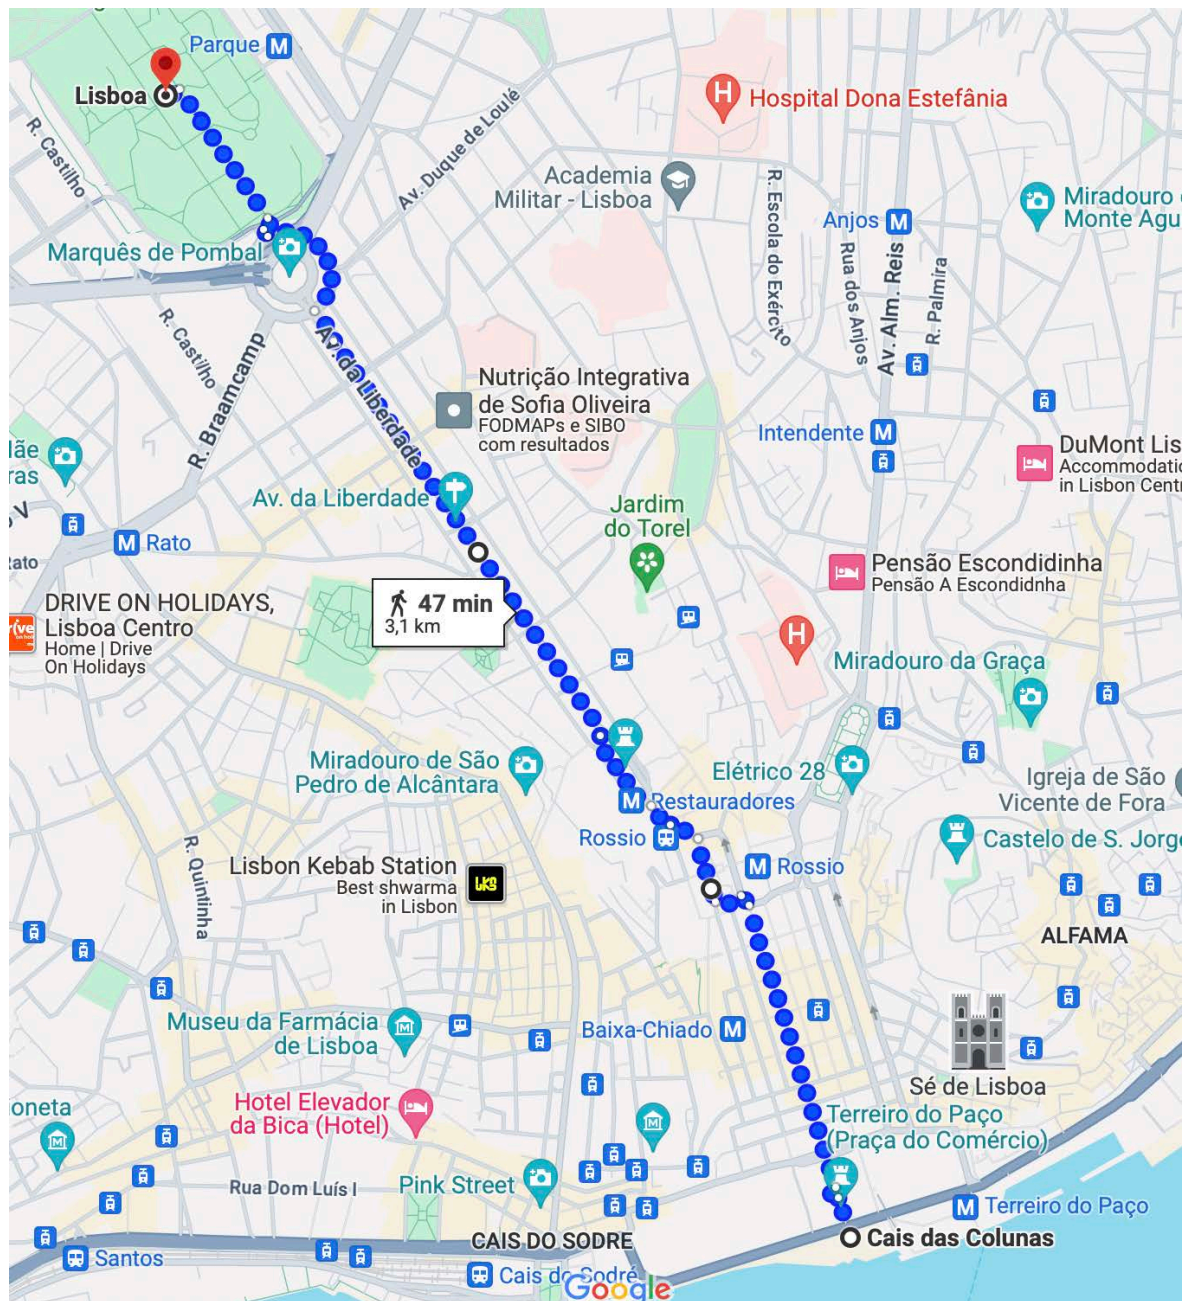 Parque M
Lisboa
R. Castilho
Av. Duque de Loulé
H Hospital Dona Estefânia
Academia
Militar - Lisboa
R. Escola do Exército
Anjos M
Miradouro
Monte Agu
Marquês de Pombal
Rua dos Anjos
Av. Alm. Reis
R. Palmira
R. Castilho
R. Braamcamp
Av. da Liberdade
Nutrição Integrativa
de Sofia Oliveira
FODMAPs e SIBO
com resultados
Intendente M
DuMont Lis
Accommodatio
in Lisbon Centr
Mãe
ras
Av. da Liberdade
Jardim
do Torel
M Rato
Rato
Pensão Escondidinha
Pensão A Escondidnha
47 min
3,1 km
DRIVE ON HOLIDAYS,
Lisboa Centro
Home | Drive
On Holidays
H
Miradouro da Graça
Miradouro de São
Pedro de Alcântara
Elétrico 28
Igreja de São
Vicente de Fora
M Restauradores
Rossio
Castelo de S. Jorge
R. Quintinha
Lisbon Kebab Station
Best shwarma
in Lisbon
LKS
M Rossio
ALFAMA
Museu da Farmácia
de Lisboa
Baixa-Chiado M
Sé de Lisboa
oneta
Hotel Elevador
da Bica (Hotel)
Terreiro do Paço
(Praça do Comércio)
Rua Dom Luís I
Pink Street
M Terreiro do Paço
CAIS DO SODRE
Cais das Colunas
Santos
Cais do Sodré
Google